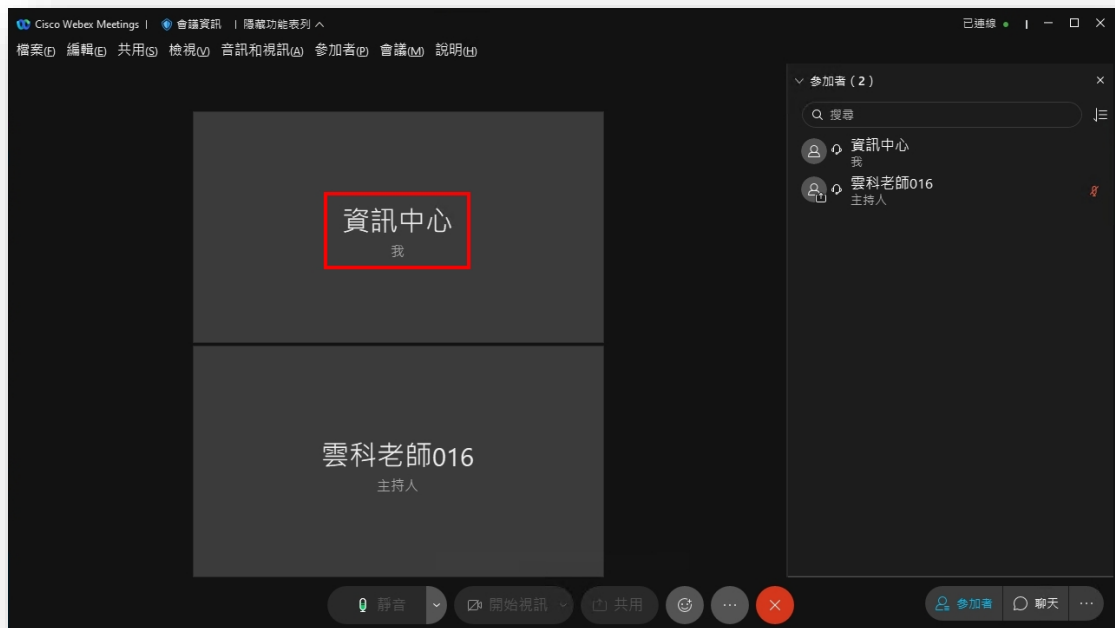 Cisco Webex Meetings | 會議資訊 | 隱藏功能表列 已連線
檔案(F) 編輯(E) 共用(S) 檢視(V) 音訊和視訊(A) 參加者(P) 會議(M) 說明(H)
資訊中心
我
雲科老師016
主持人
參加者 (2)
搜尋
資訊中心
我
雲科老師016
主持人
靜音 開始視訊 共用 參加者 聊天